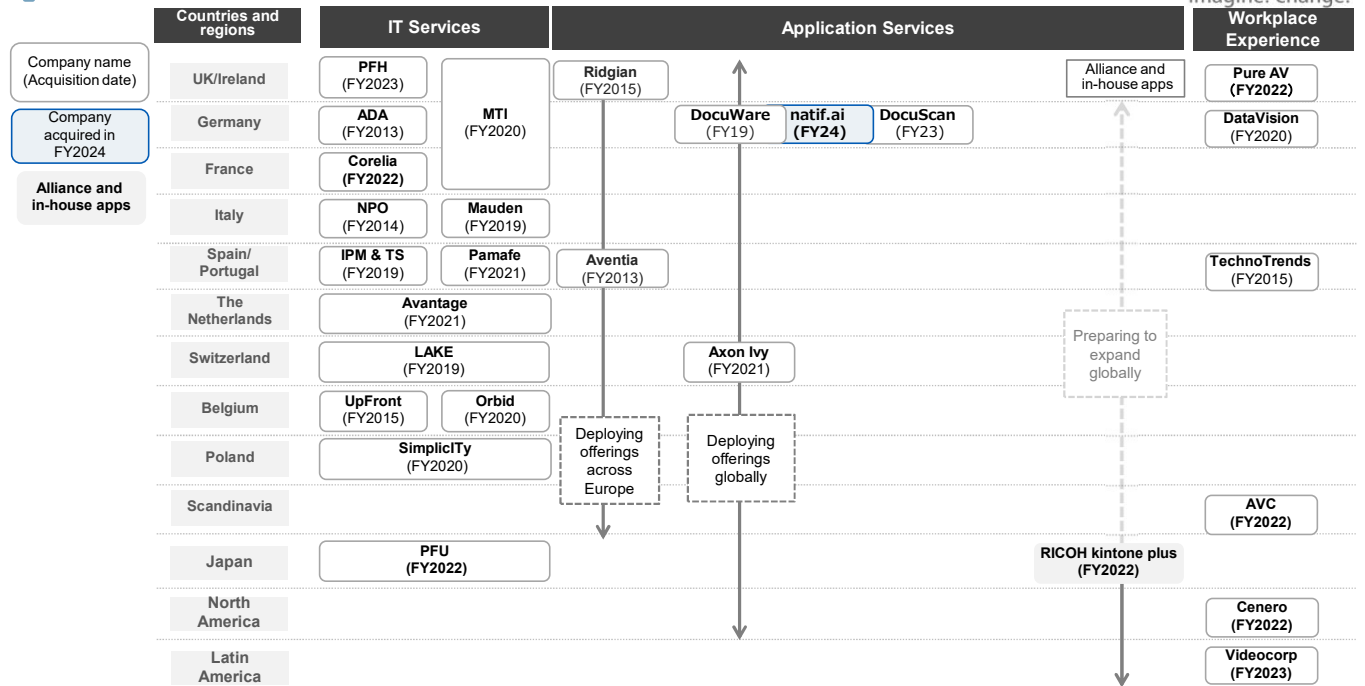 imagine. change.
Countries and
regions
IT Services
Application Services
Workplace
Experience
Company name
(Acquisition date)
Company
acquired in
FY2024
Alliance and
in-house apps
UK/Ireland
PFH
(FY2023)
MTI
(FY2020)
Ridgian
(FY2015)
Alliance and
in-house apps
Pure AV
(FY2022)
Germany
ADA
(FY2013)
DocuWare
(FY19)
natif.ai
(FY24)
DocuScan
(FY23)
DataVision
(FY2020)
France
Corelia
(FY2022)
Italy
NPO
(FY2014)
Mauden
(FY2019)
Spain/
Portugal
IPM & TS
(FY2019)
Pamafe
(FY2021)
Aventia
(FY2013)
TechnoTrends
(FY2015)
The
Netherlands
Avantage
(FY2021)
Preparing to
expand
globally
Switzerland
LAKE
(FY2019)
Axon Ivy
(FY2021)
Belgium
UpFront
(FY2015)
Orbid
(FY2020)
Deploying
offerings
across
Europe
Deploying
offerings
globally
Poland
SimplicITy
(FY2020)
Scandinavia
AVC
(FY2022)
Japan
PFU
(FY2022)
RICOH kintone plus
(FY2022)
North
America
Cenero
(FY2022)
Latin
America
Videocorp
(FY2023)